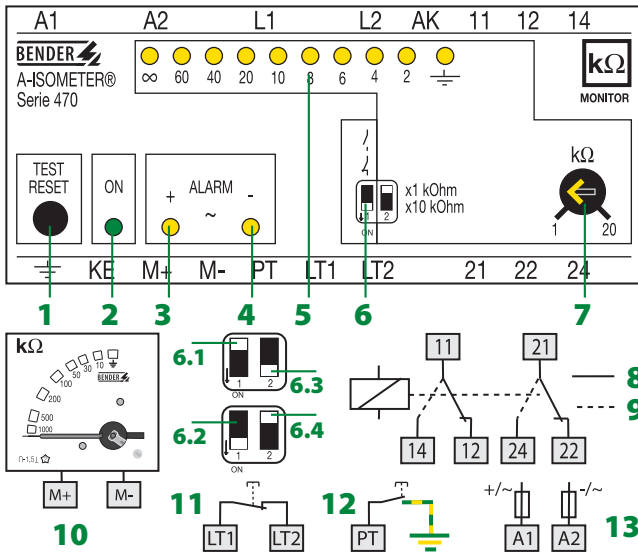 A1 A2 L1 L2 AK 11 12 14
BENDER
A-ISOMETER®
Serie 470
∞ 60 40 20 10 8 6 4 2
kΩ
MONITOR
TEST
RESET
ON
ALARM
+ ~ -
x1 kOhm
x10 kOhm
1 2
ON
kΩ
1 20
KE M+ M- PT LT1 LT2 21 22 24
1 2 3 4 5 6 7
kΩ
1000 500 200 100 50 30 10
BENDER
M+ M-
10
6.1
6.3
1 2
ON
6.2
6.4
1 2
ON
11 21
14 12 24 22
8
9
11
LT1 LT2
12
PT
+/~ -/~
A1 A2
13